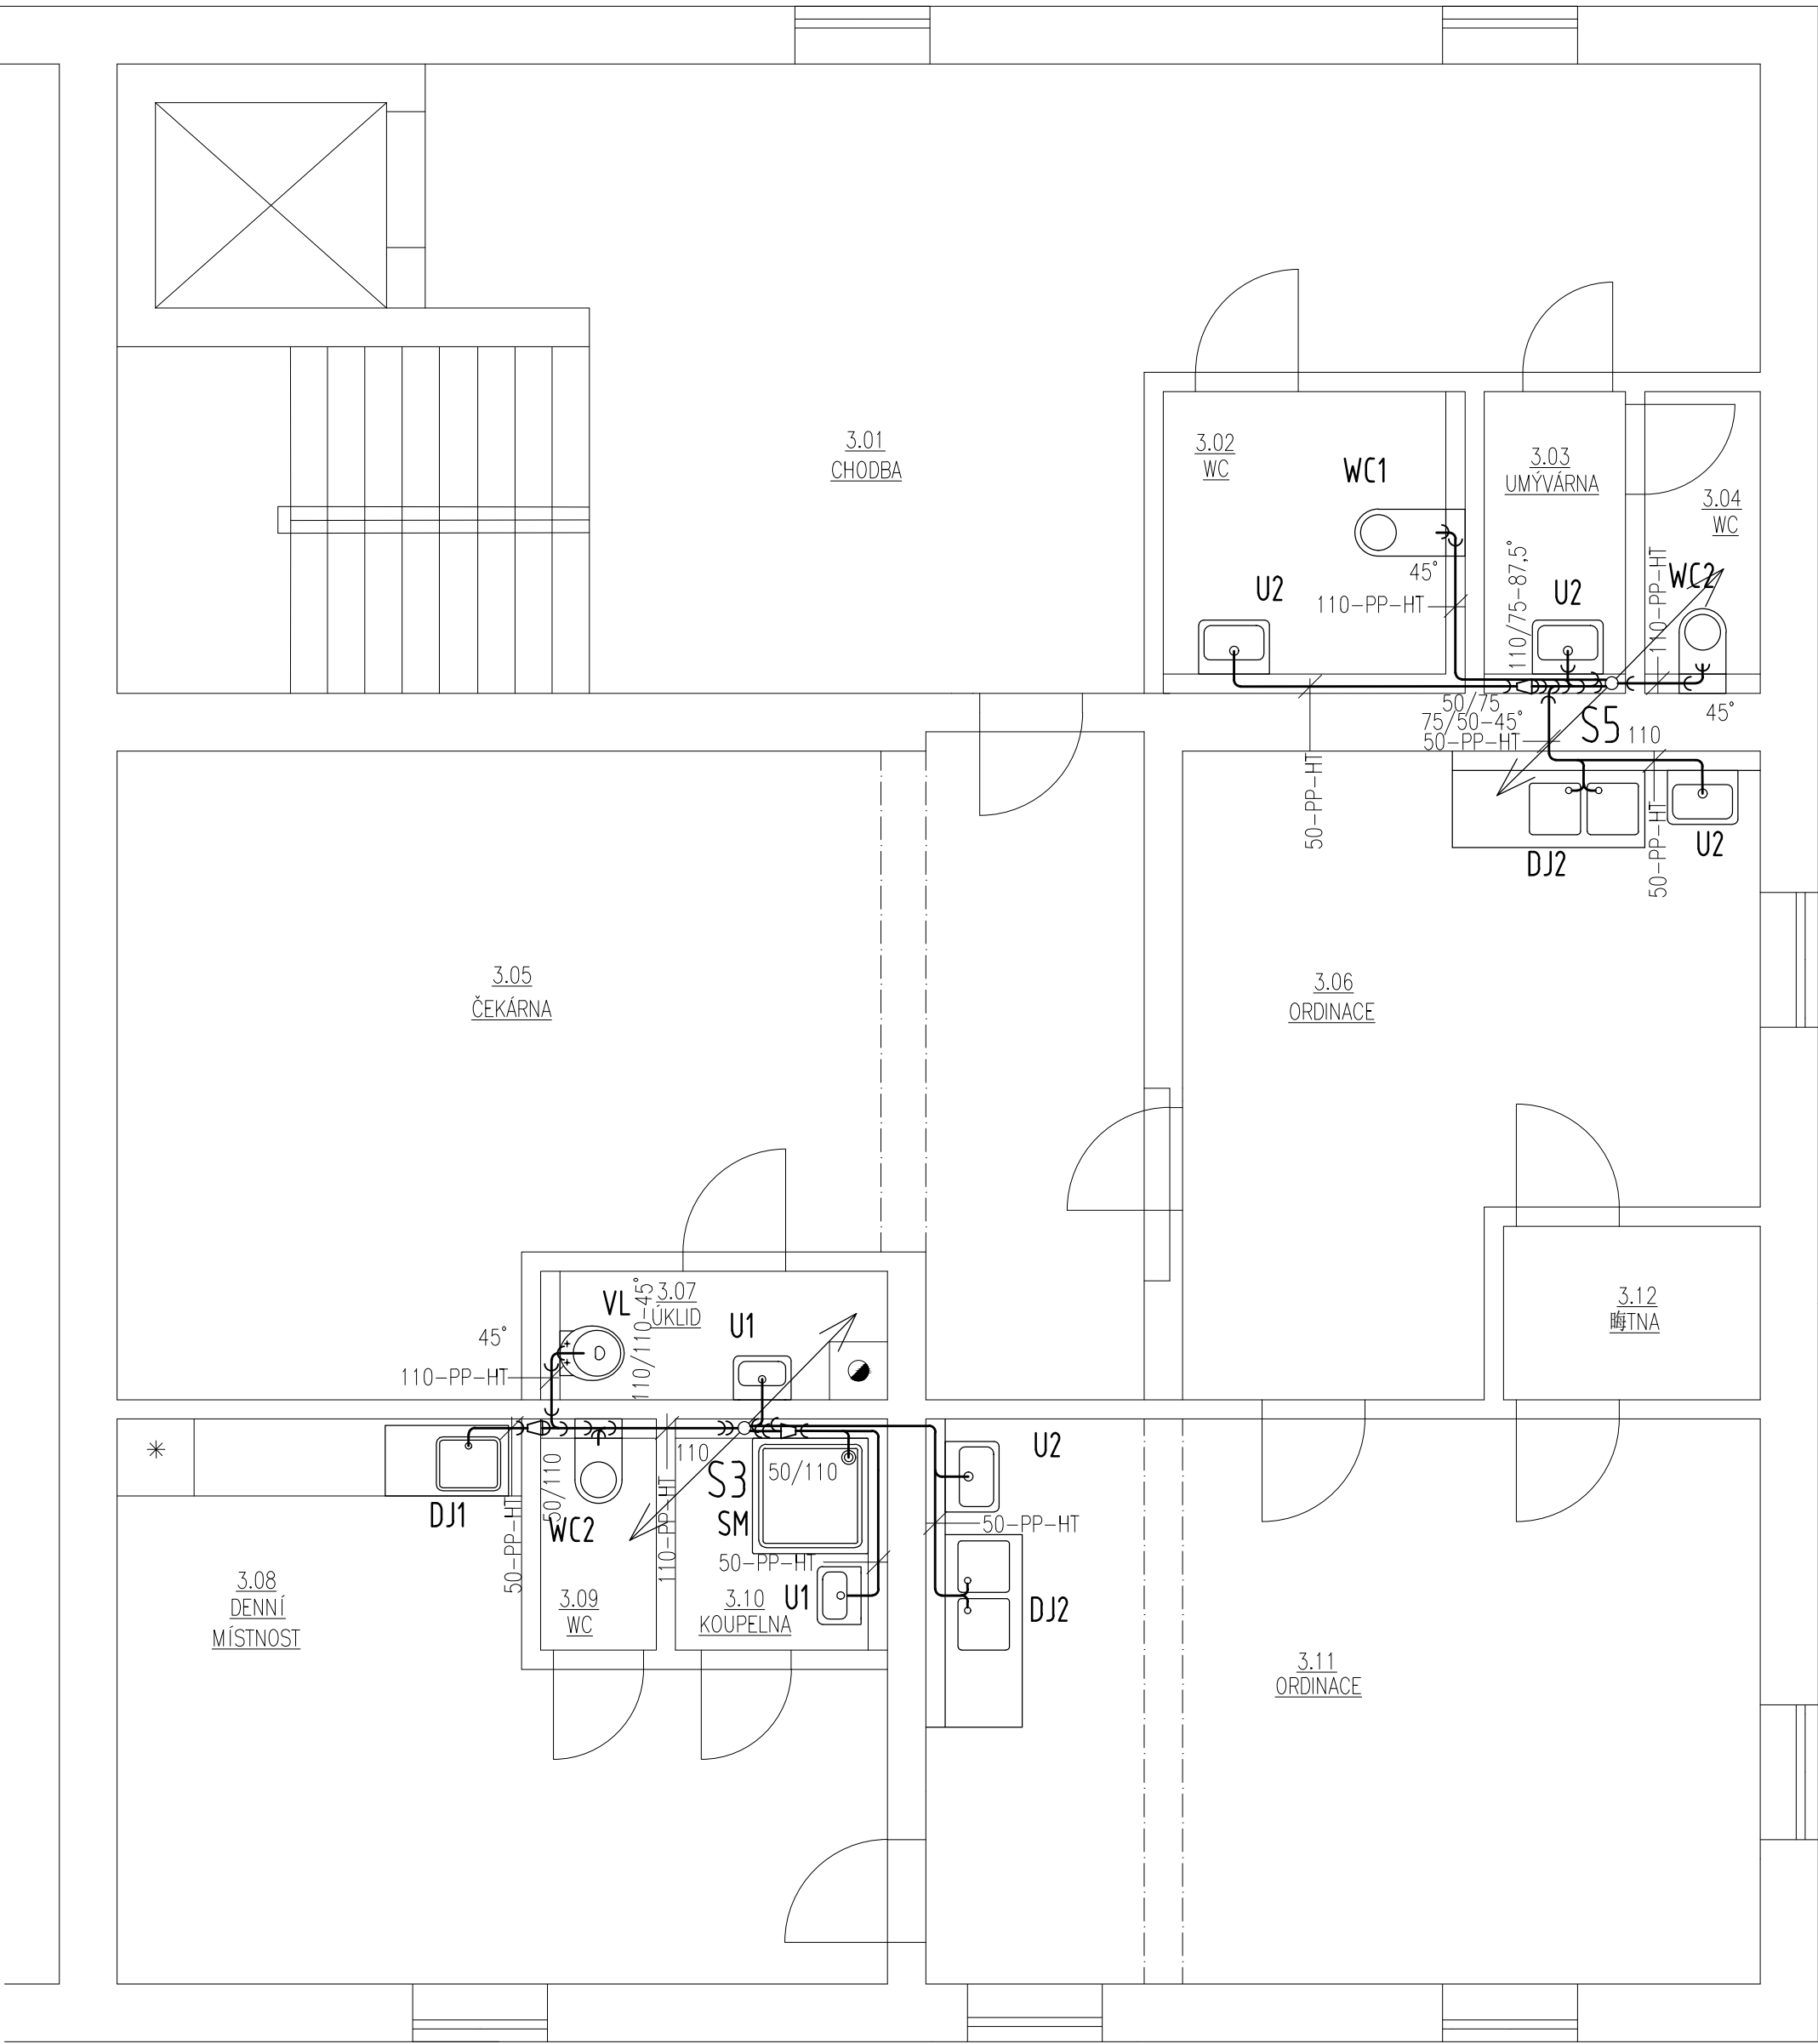 3.01
CHODBA
3.02
WC
WC1
3.03
UMÝVÁRNA
3.04
WC
45°
110-PP-HT
U2
110/75-87,5°
U2
110-PP-HT
WC2
45°
50/75
75/50-45°
50-PP-HT
S5
110
50-PP-HT
50-PP-HT
DJ2
U2
3.05
ČEKÁRNA
3.06
ORDINACE
3.07
ÚKLID
VL
110/110-45°
U1
45°
110-PP-HT
3.12
晦TNA
DJ1
50-PP-HT
50/110
WC2
110-PP-HT
110
S3
SM
50/110
50-PP-HT
U1
U2
50-PP-HT
DJ2
3.08
DENNÍ
MÍSTNOST
3.09
WC
3.10
KOUPELNA
3.11
ORDINACE